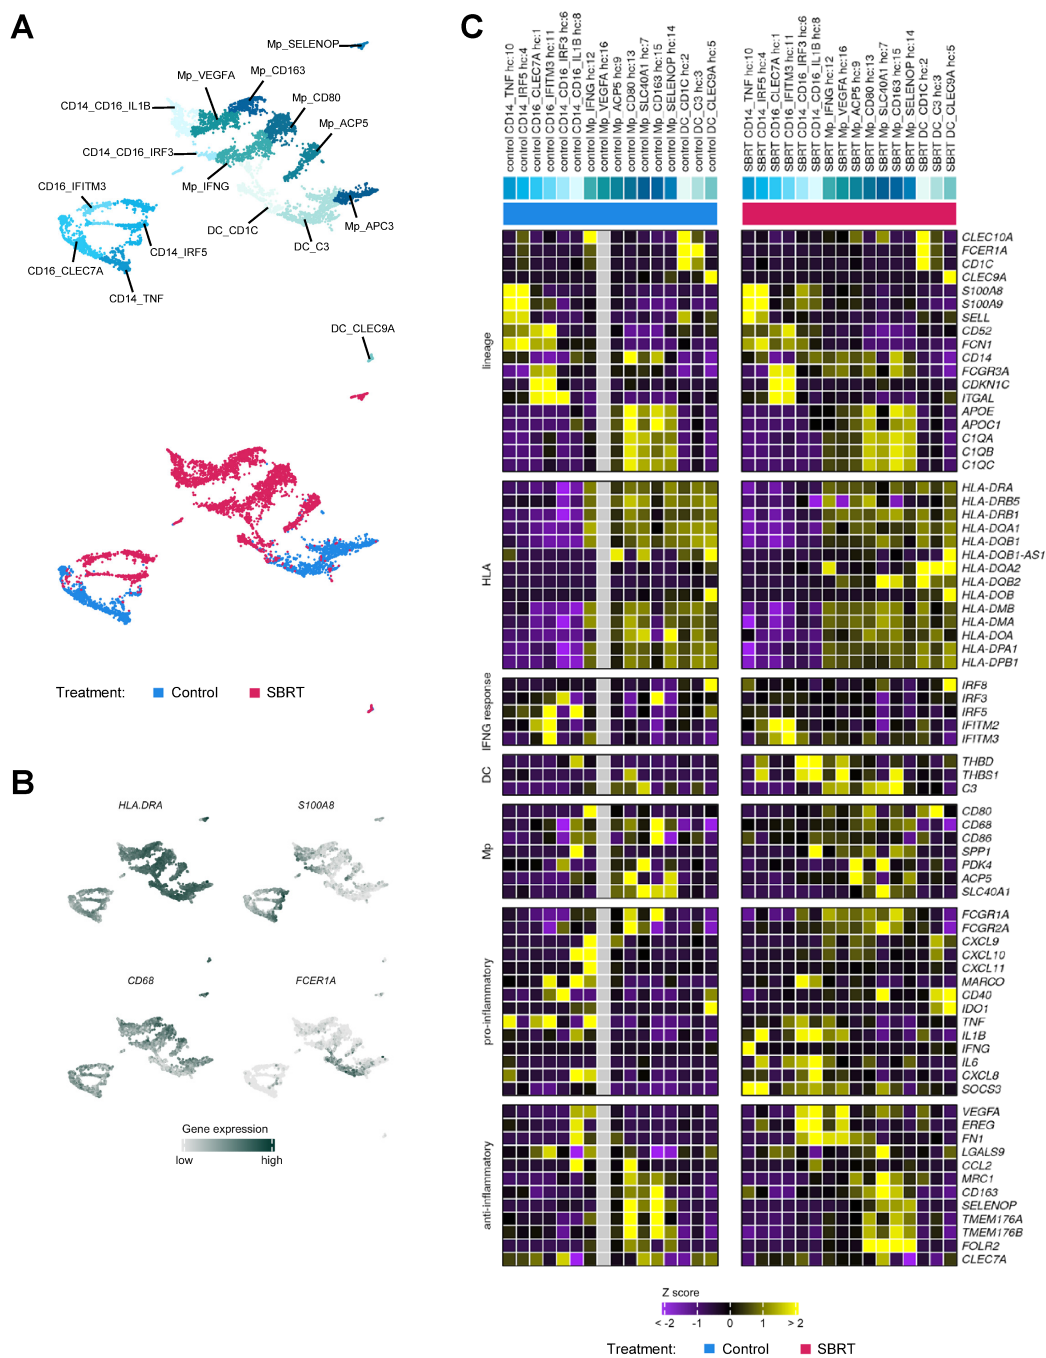 A
Mp_SELENOP
Mp_VEGFA
Mp_CD163
CD14_CD16_IL1B
Mp_CD80
Mp_ACP5
CD14_CD16_IRF3
Mp_IFNG
CD16_IFITM3
DC_CD1C
DC_C3
Mp_APC3
CD14_IRF5
CD16_CLEC7A
CD14_TNF
DC_CLEC9A
Treatment:
Control
SBRT
B
HLA.DRA
S100A8
CD68
FCER1A
Gene expression
low
high
C
control CD14_TNF hc:10
control CD14_IRF5 hc:4
control CD16_CLEC7A hc:1
control CD16_IFITM3 hc:11
control CD14_CD16_IRF3 hc:6
control CD14_CD16_IL1B hc:8
control Mp_IFNG hc:12
control Mp_VEGFA hc:16
control Mp_ACP5 hc:9
control Mp_CD80 hc:13
control Mp_SLC40A1 hc:7
control Mp_CD163 hc:15
control Mp_SELENOP hc:14
control DC_CD1C hc:2
control DC_C3 hc:3
control DC_CLEC9A hc:5
SBRT CD14_TNF hc:10
SBRT CD14_IRF5 hc:4
SBRT CD16_CLEC7A hc:1
SBRT CD16_IFITM3 hc:11
SBRT CD14_CD16_IRF3 hc:6
SBRT CD14_CD16_IL1B hc:8
SBRT Mp_IFNG hc:12
SBRT Mp_VEGFA hc:16
SBRT Mp_ACP5 hc:9
SBRT Mp_CD80 hc:13
SBRT Mp_SLC40A1 hc:7
SBRT Mp_CD163 hc:15
SBRT Mp_SELENOP hc:14
SBRT DC_CD1C hc:2
SBRT DC_C3 hc:3
SBRT DC_CLEC9A hc:5
lineage
CLEC10A
FCER1A
CD1C
CLEC9A
S100A8
S100A9
SELL
CD52
FCN1
CD14
FCGR3A
CDKN1C
ITGAL
APOE
APOC1
C1QA
C1QB
C1QC
HLA
HLA-DRA
HLA-DRB5
HLA-DRB1
HLA-DQA1
HLA-DQB1
HLA-DQB1-AS1
HLA-DQA2
HLA-DQB2
HLA-DOB
HLA-DMB
HLA-DMA
HLA-DOA
HLA-DPA1
HLA-DPB1
IFNG response
IRF8
IRF3
IRF5
IFITM2
IFITM3
DC
THBD
THBS1
C3
Mp
CD80
CD68
CD86
SPP1
PDK4
ACP5
SLC40A1
pro-inflammatory
FCGR1A
FCGR2A
CXCL9
CXCL10
CXCL11
MARCO
CD40
IDO1
TNF
IL1B
IFNG
IL6
CXCL8
SOCS3
anti-inflammatory
VEGFA
EREG
FN1
LGALS9
CCL2
MRC1
CD163
SELENOP
TMEM176A
TMEM176B
FOLR2
CLEC7A
Z score
< -2 -1 0 1 > 2
Treatment:
Control
SBRT